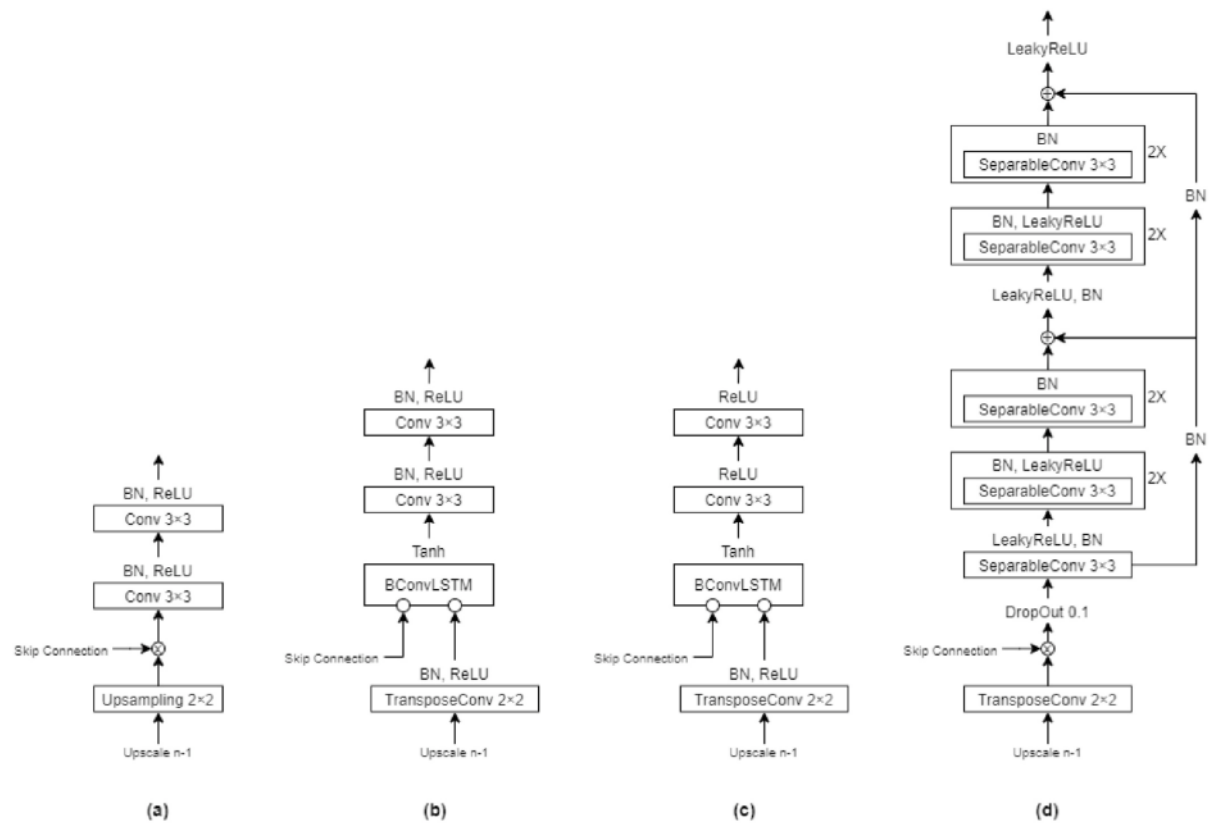 BN, ReLU
Conv 3×3
BN, ReLU
Conv 3×3
Skip Connection
Upsampling 2×2
Upscale n-1
(a)
BN, ReLU
Conv 3×3
BN, ReLU
Conv 3×3
Tanh
BConvLSTM
Skip Connection
BN, ReLU
TransposeConv 2×2
Upscale n-1
(b)
ReLU
Conv 3×3
ReLU
Conv 3×3
Tanh
BConvLSTM
Skip Connection
BN, ReLU
TransposeConv 2×2
Upscale n-1
(c)
LeakyReLU
BN
SeparableConv 3×3
2X
BN, LeakyReLU
SeparableConv 3×3
2X
BN
LeakyReLU, BN
BN
SeparableConv 3×3
2X
BN, LeakyReLU
SeparableConv 3×3
2X
BN
LeakyReLU, BN
SeparableConv 3×3
DropOut 0.1
Skip Connection
TransposeConv 2×2
Upscale n-1
(d)